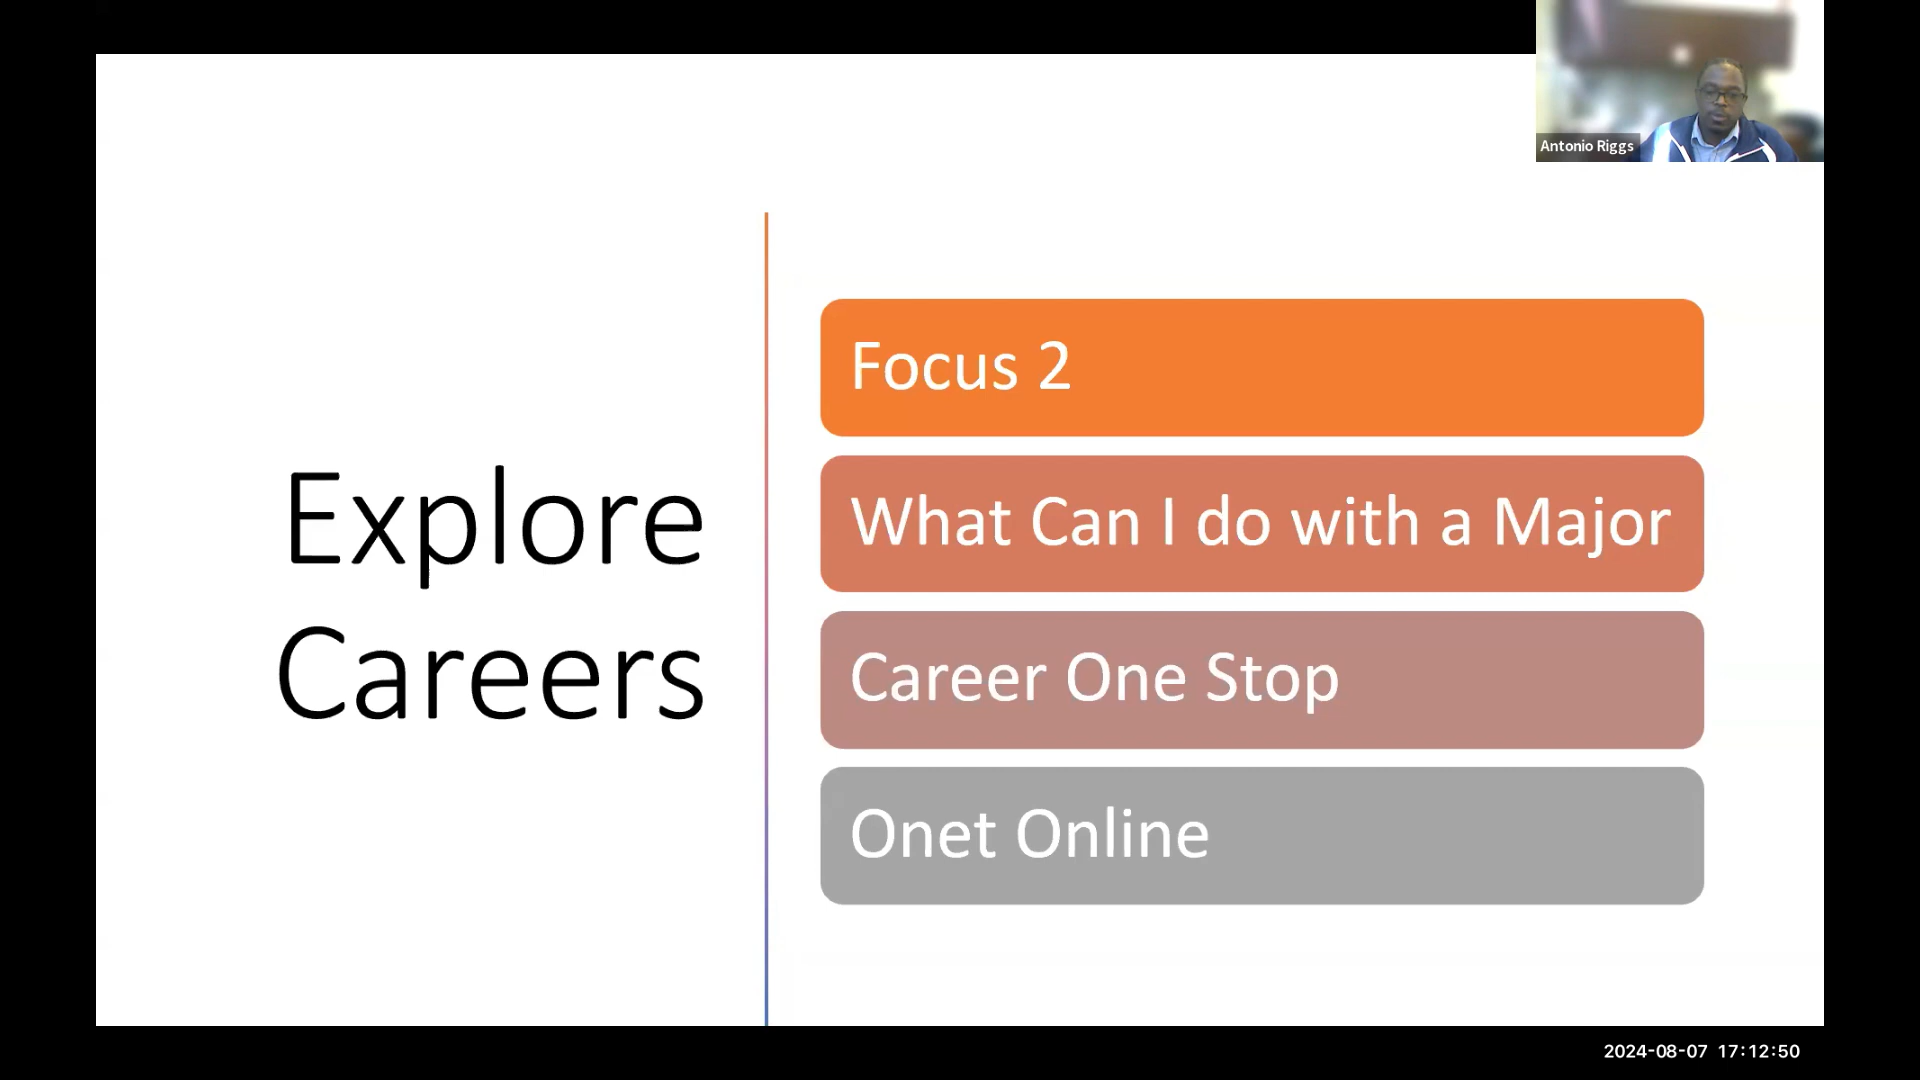 Antonio Riggs
Explore
Careers
Focus 2
What Can I do with a Major
Career One Stop
Onet Online
2024-08-07 17:12:50